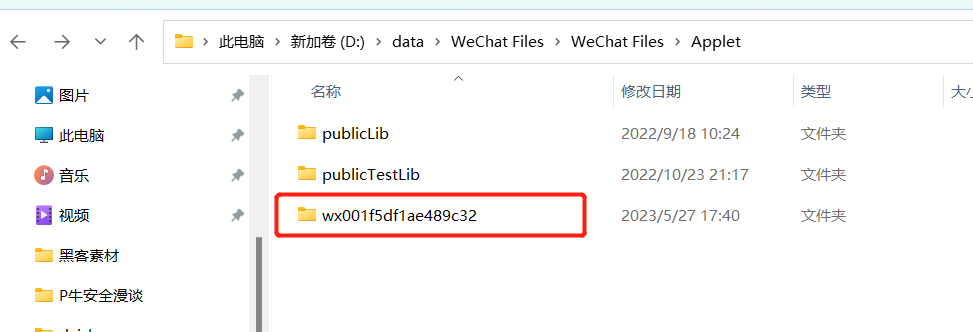 此电脑 > 新加卷 (D:) > data > WeChat Files > WeChat Files > Applet
名称 修改日期 类型 大小
图片
此电脑
音乐
视频
黑客素材
P牛安全漫谈
publicLib 2022/9/18 10:24 文件夹
publicTestLib 2022/10/23 21:17 文件夹
wx001f5df1ae489c32 2023/5/27 17:40 文件夹